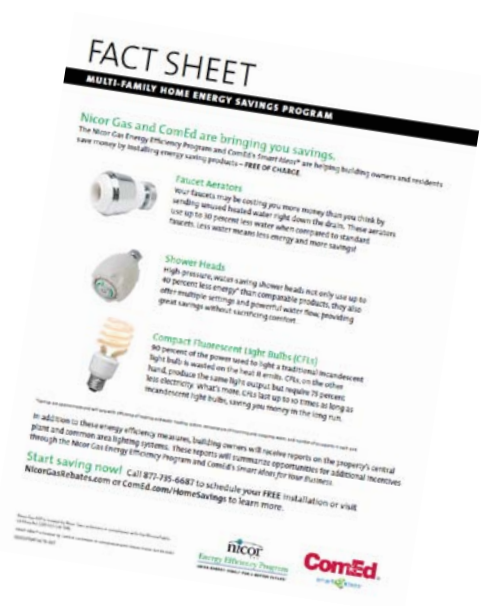 FACT SHEET
MULTI-FAMILY HOME ENERGY SAVINGS PROGRAM
Nicor Gas and ComEd are bringing you savings.
The Nicor Gas Energy Efficiency Program and ComEd's Smart Ideas® are helping building owners and residents
save money by installing energy saving products – FREE OF CHARGE.
Faucet Aerators
Your faucets may be costing you more money than you think by
sending unused heated water right down the drain. These aerators
use up to 30 percent less water when compared to standard
faucets. Less water means less energy and more savings!
Shower Heads
High-pressure, water-saving shower heads not only use up to
40 percent less energy* than comparable products, they also
offer multiple settings and powerful water flow, providing
great savings without sacrificing comfort.
Compact Fluorescent Light Bulbs (CFLs)
90 percent of the power used to light a traditional incandescent
light bulb is wasted on the heat it emits. CFLs, on the other
hand, produce the same light output but require 75 percent
less electricity. What's more, CFLs last up to 10 times as long as
incandescent light bulbs, saving you money in the long run.
In addition to these energy efficiency measures, building owners will receive reports on the property's central
plant and common area lighting systems. These reports will summarize opportunities for additional incentives
through the Nicor Gas Energy Efficiency Program and ComEd's Smart Ideas for Your Business.
Start saving now! Call 877-735-6687 to schedule your FREE installation or visit
NicorGasRebates.com or ComEd.com/HomeSavings to learn more.
nicor
Energy Efficiency Program
ComEd